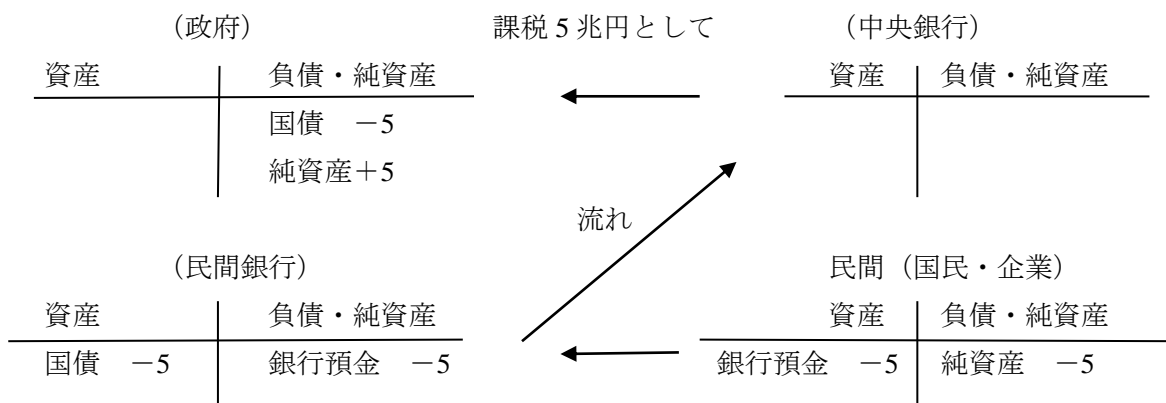 （政府） 課税 5 兆円として （中央銀行）
資産 負債・純資産 資産 負債・純資産
国債 －5
純資産＋5
流れ
（民間銀行） 民間（国民・企業）
資産 負債・純資産 資産 負債・純資産
国債 －5 銀行預金 －5 銀行預金 －5 純資産 －5